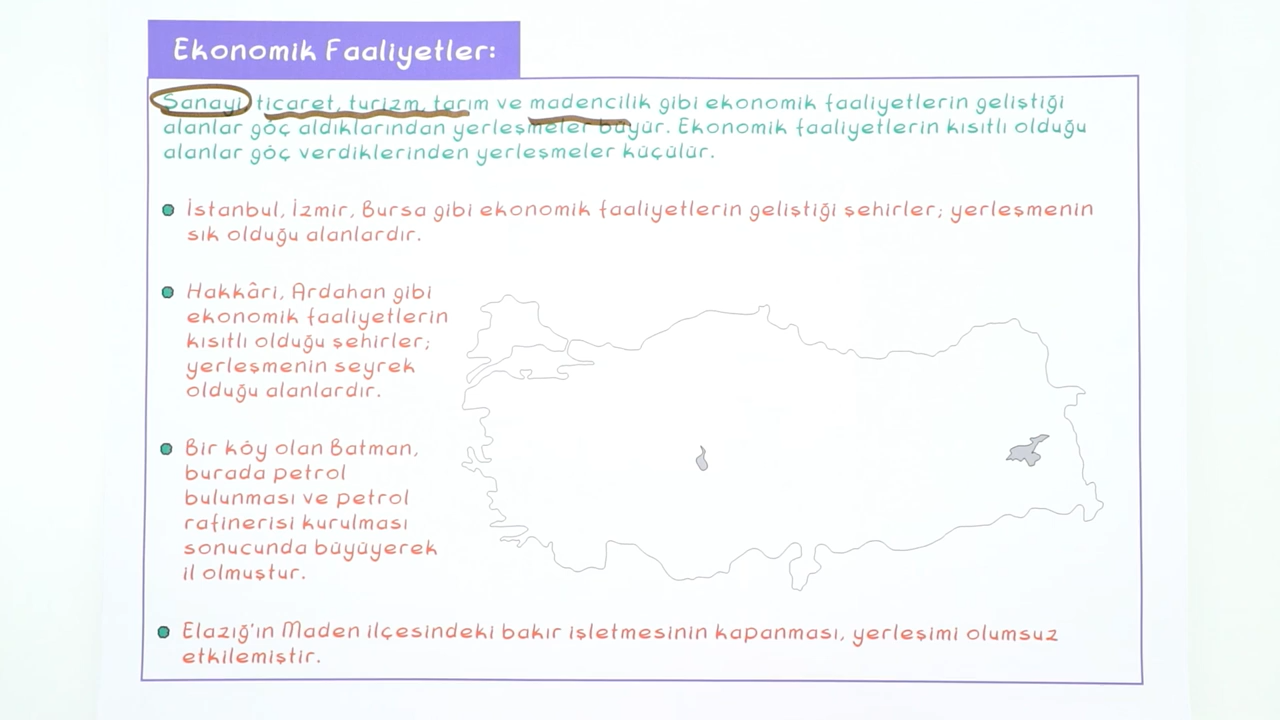 Ekonomik Faaliyetler:
Sanayi ticaret, turizm, tarım ve madencilik gibi ekonomik faaliyetlerin geliştiği
alanlar göç aldıklarından yerleşmeler büyür. Ekonomik faaliyetlerin kısıtlı olduğu
alanlar göç verdiklerinden yerleşmeler küçülür.
İstanbul, İzmir, Bursa gibi ekonomik faaliyetlerin geliştiği şehirler; yerleşmenin
sık olduğu alanlardır.
Hakkâri, Ardahan gibi
ekonomik faaliyetlerin
kısıtlı olduğu şehirler;
yerleşmenin seyrek
olduğu alanlardır.
Bir köy olan Batman,
burada petrol
bulunması ve petrol
rafinerisi kurulması
sonucunda büyüyerek
il olmuştur.
Elazığ'ın Maden ilçesindeki bakır işletmesinin kapanması, yerleşimi olumsuz
etkilemiştir.